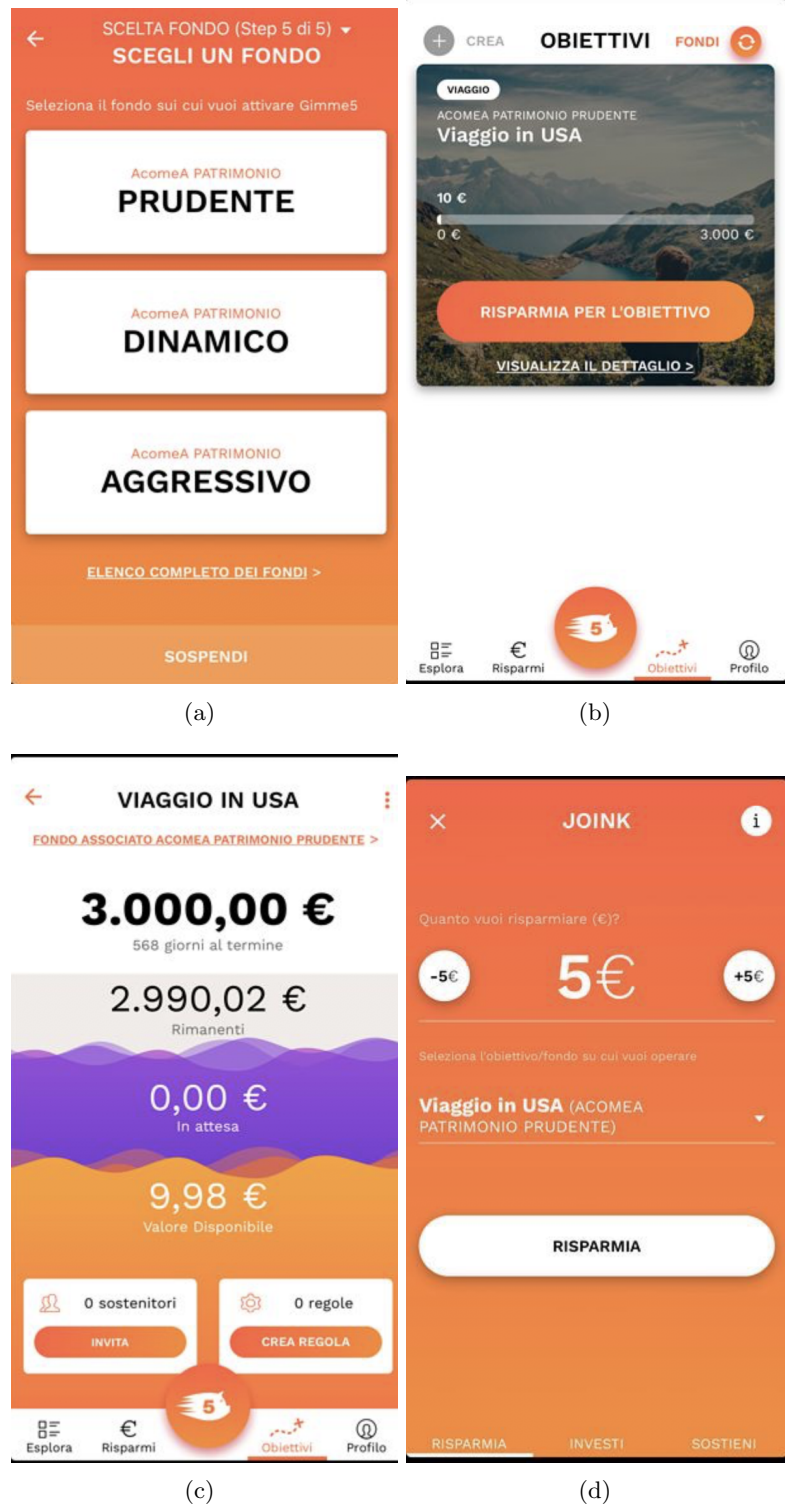 SCELTA FONDO (Step 5 di 5)
SCEGLI UN FONDO
Seleziona il fondo sui cui vuoi attivare Gimme5
AcomeA PATRIMONIO
PRUDENTE
AcomeA PATRIMONIO
DINAMICO
AcomeA PATRIMONIO
AGGRESSIVO
ELENCO COMPLETO DEI FONDI >
SOSPENDI
(a)
CREA OBIETTIVI FONDI
VIAGGIO
ACOMEA PATRIMONIO PRUDENTE
Viaggio in USA
10 €
0 € 3.000 €
RISPARMIA PER L'OBIETTIVO
VISUALIZZA IL DETTAGLIO >
5
Esplora Risparmi Obiettivi Profilo
(b)
VIAGGIO IN USA
FONDO ASSOCIATO ACOMEA PATRIMONIO PRUDENTE >
3.000,00 €
568 giorni al termine
2.990,02 €
Rimanenti
0,00 €
In attesa
9,98 €
Valore Disponibile
0 sostenitori 0 regole
INVITA CREA REGOLA
5
Esplora Risparmi Obiettivi Profilo
(c)
JOINK i
Quanto vuoi risparmiare (€)?
-5€ 5€ +5€
Seleziona l'obiettivo/fondo su cui vuoi operare
Viaggio in USA (ACOMEA
PATRIMONIO PRUDENTE)
RISPARMIA
RISPARMIA INVESTI SOSTIENI
(d)